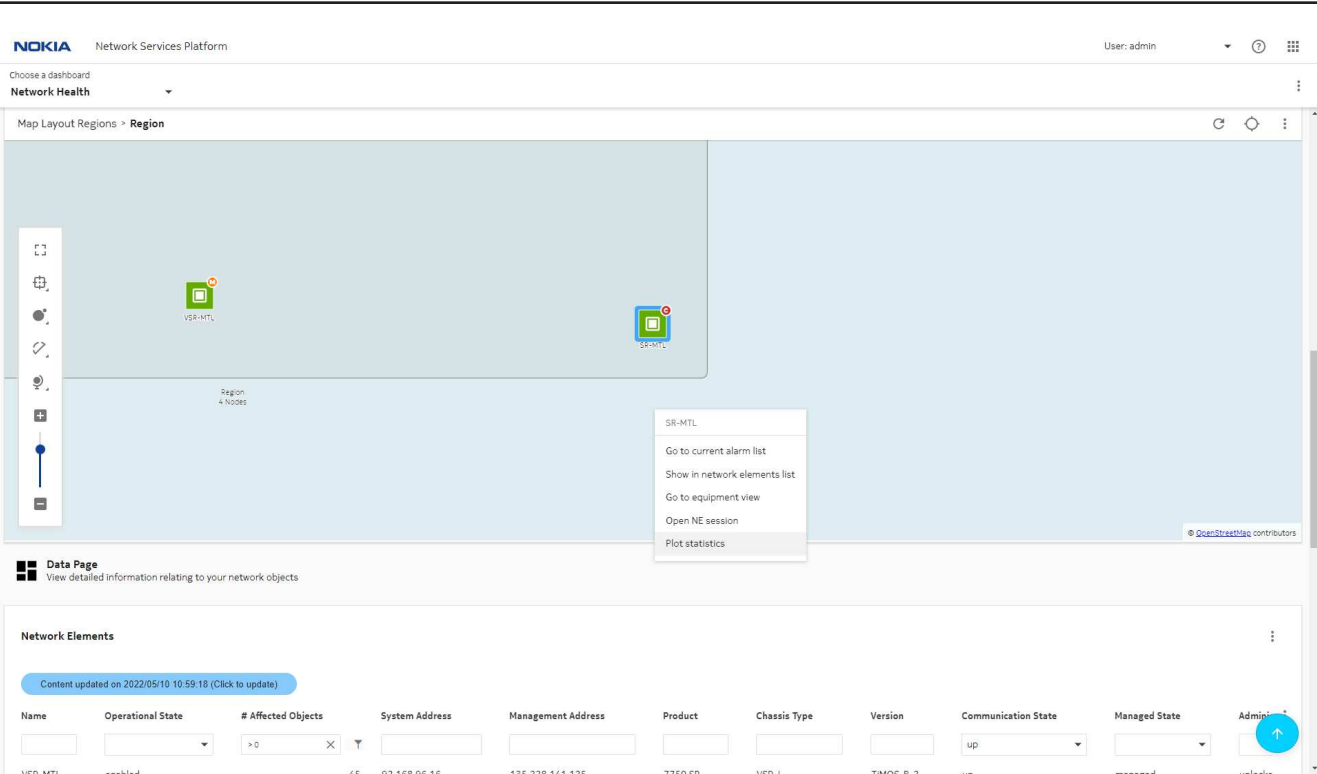 NOKIA Network Services Platform User: admin
Choose a dashboard
Network Health
Map Layout Regions > Region
M
VSR-MTL
C
SR-MTL
Region
4 Nodes
SR-MTL
Go to current alarm list
Show in network elements list
Go to equipment view
Open NE session
Plot statistics
© OpenStreetMap contributors
Data Page
View detailed information relating to your network objects
Network Elements
Content updated on 2022/05/10 10:59:18 (Click to update)
Name Operational State # Affected Objects System Address Management Address Product Chassis Type Version Communication State Managed State
> 0 up
VSR-MTL enabled managed